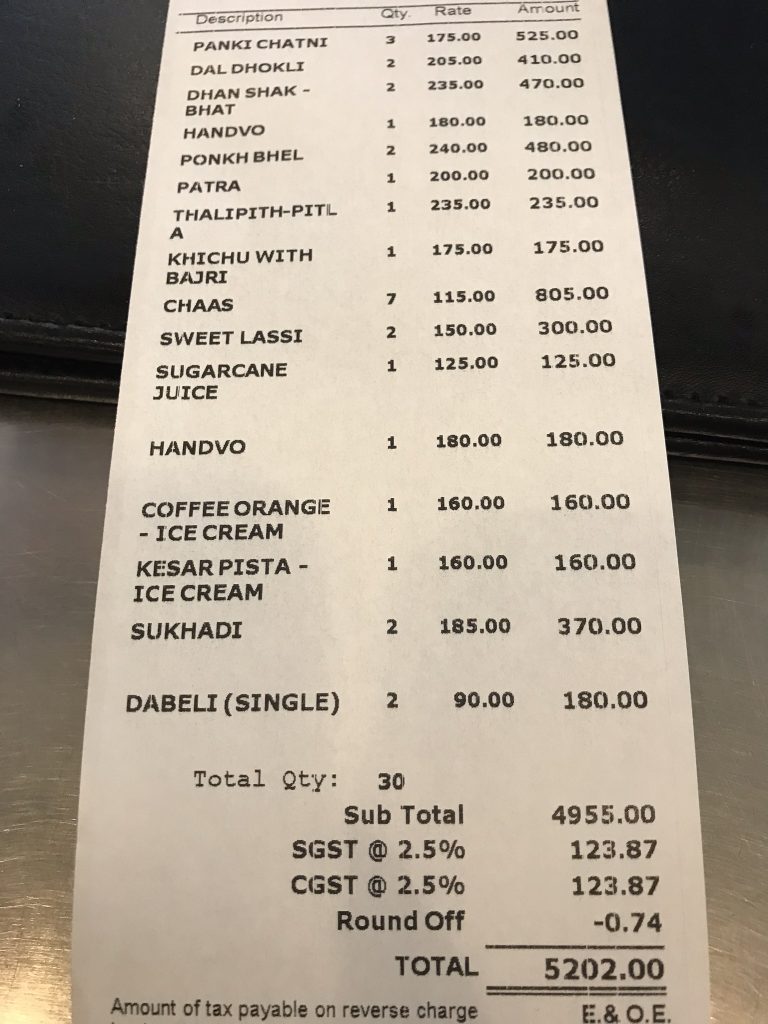 Description Qty. Rate Amount
PANKI CHATNI 3 175.00 525.00
DAL DHOKLI 2 205.00 410.00
DHAN SHAK - 2 235.00 470.00
BHAT
HANDVO 1 180.00 180.00
PONKH BHEL 2 240.00 480.00
PATRA 1 200.00 200.00
THALIPITH-PITL 1 235.00 235.00
A
KHICHU WITH 1 175.00 175.00
BAJRI
CHAAS 7 115.00 805.00
SWEET LASSI 2 150.00 300.00
SUGARCANE 1 125.00 125.00
JUICE
HANDVO 1 180.00 180.00
COFFEE ORANGE 1 160.00 160.00
- ICE CREAM
KESAR PISTA - 1 160.00 160.00
ICE CREAM
SUKHADI 2 185.00 370.00
DABELI (SINGLE) 2 90.00 180.00
Total Qty: 30
Sub Total 4955.00
SGST @ 2.5% 123.87
CGST @ 2.5% 123.87
Round Off -0.74
TOTAL 5202.00
Amount of tax payable on reverse charge E.& O.E.